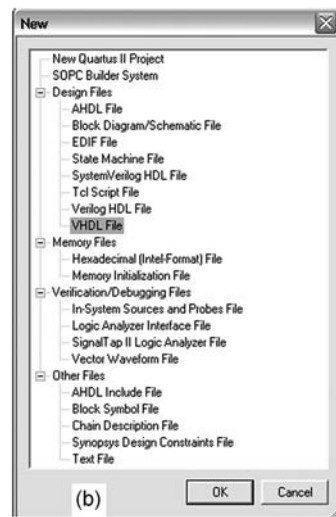 New
New Quartus II Project
SOPC Builder System
Design Files
AHDL File
Block Diagram/Schematic File
EDIF File
State Machine File
SystemVerilog HDL File
Tcl Script File
Verilog HDL File
VHDL File
Memory Files
Hexadecimal (Intel-Format) File
Memory Initialization File
Verification/Debugging Files
In-System Sources and Probes File
Logic Analyzer Interface File
SignalTap II Logic Analyzer File
Vector Waveform File
Other Files
AHDL Include File
Block Symbol File
Chain Description File
Synopsys Design Constraints File
Text File
(b)
OK
Cancel